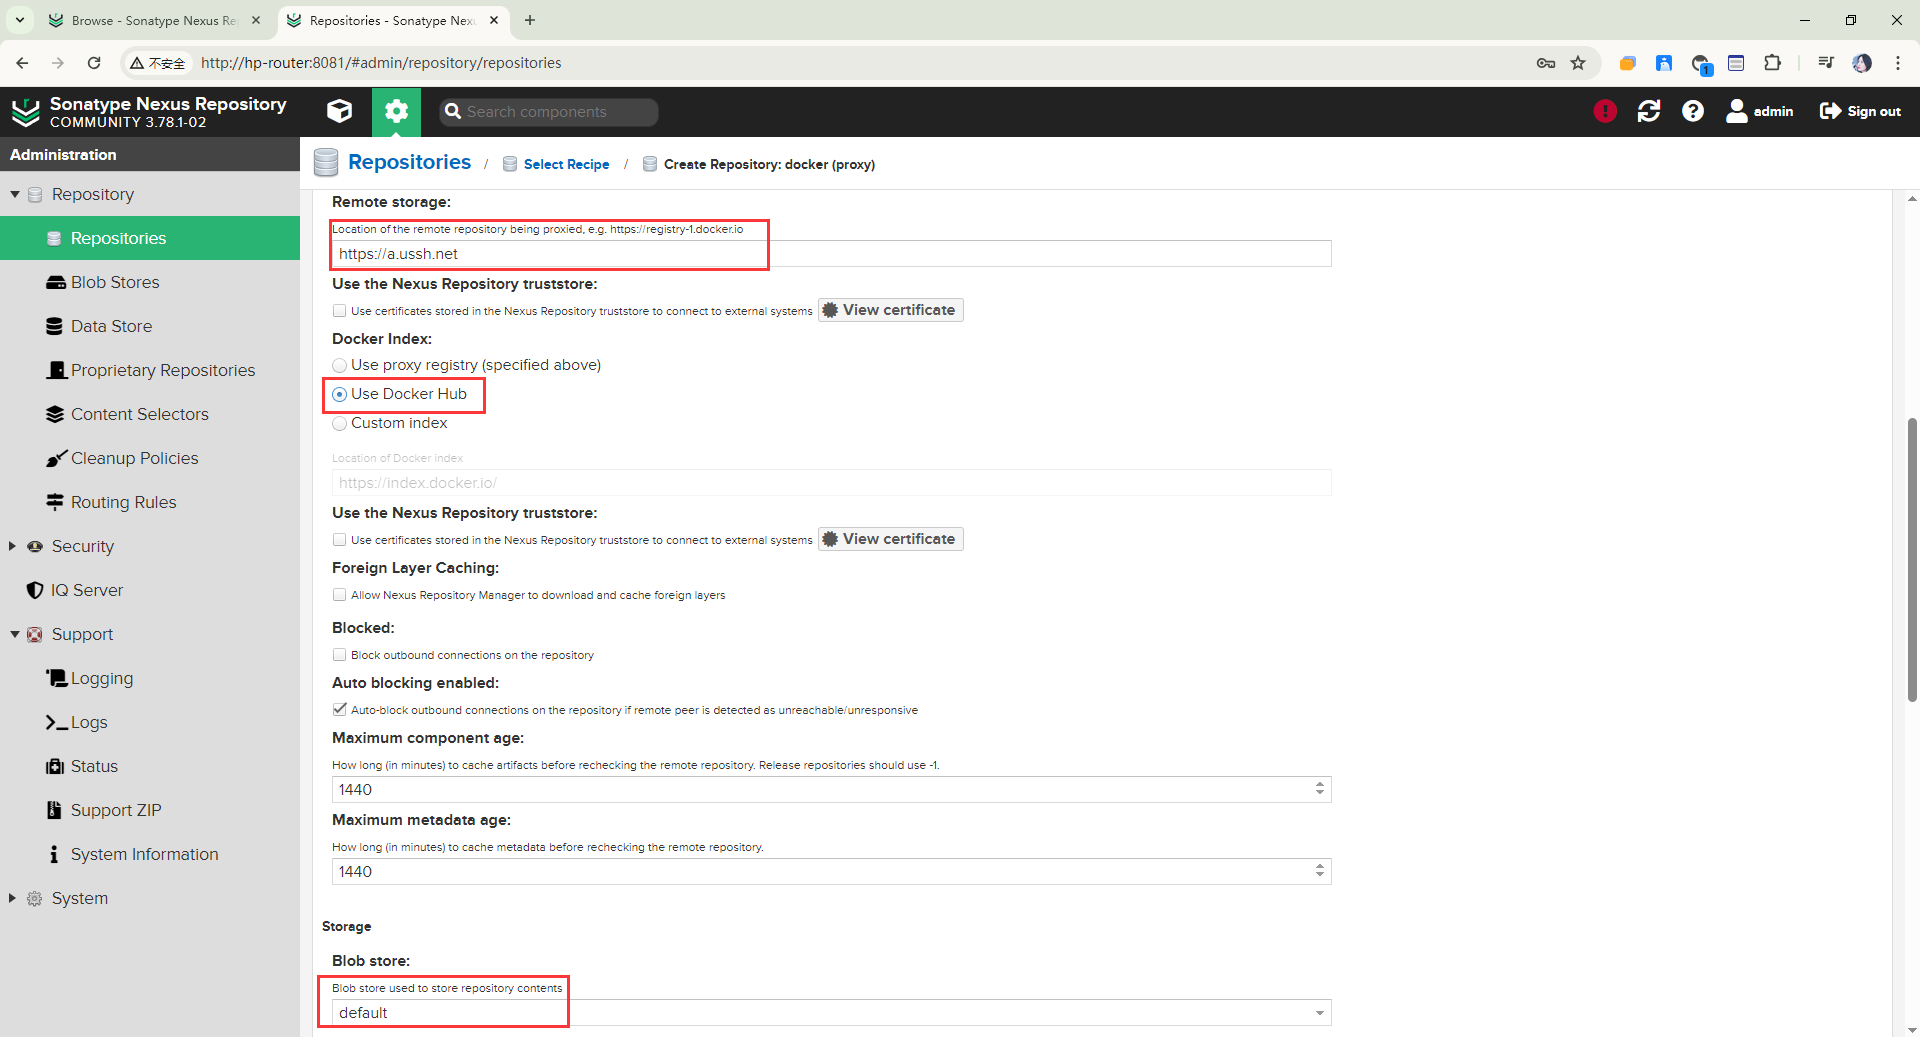 Browse - Sonatype Nexus Re
Repositories - Sonatype Nexu
不安全
http://hp-router:8081/#admin/repository/repositories
1
Sonatype Nexus Repository
COMMUNITY 3.78.1-02
Search components
admin
Sign out
Administration
Repository
Repositories
Blob Stores
Data Store
Proprietary Repositories
Content Selectors
Cleanup Policies
Routing Rules
Security
IQ Server
Support
Logging
Logs
Status
Support ZIP
System Information
System
Repositories / Select Recipe / Create Repository: docker (proxy)
Remote storage:
Location of the remote repository being proxied, e.g. https://registry-1.docker.io
https://a.ussh.net
Use the Nexus Repository truststore:
Use certificates stored in the Nexus Repository truststore to connect to external systems
View certificate
Docker Index:
Use proxy registry (specified above)
Use Docker Hub
Custom index
Location of Docker index
https://index.docker.io/
Use the Nexus Repository truststore:
Use certificates stored in the Nexus Repository truststore to connect to external systems
View certificate
Foreign Layer Caching:
Allow Nexus Repository Manager to download and cache foreign layers
Blocked:
Block outbound connections on the repository
Auto blocking enabled:
Auto-block outbound connections on the repository if remote peer is detected as unreachable/unresponsive
Maximum component age:
How long (in minutes) to cache artifacts before rechecking the remote repository. Release repositories should use -1.
1440
Maximum metadata age:
How long (in minutes) to cache metadata before rechecking the remote repository.
1440
Storage
Blob store:
Blob store used to store repository contents
default